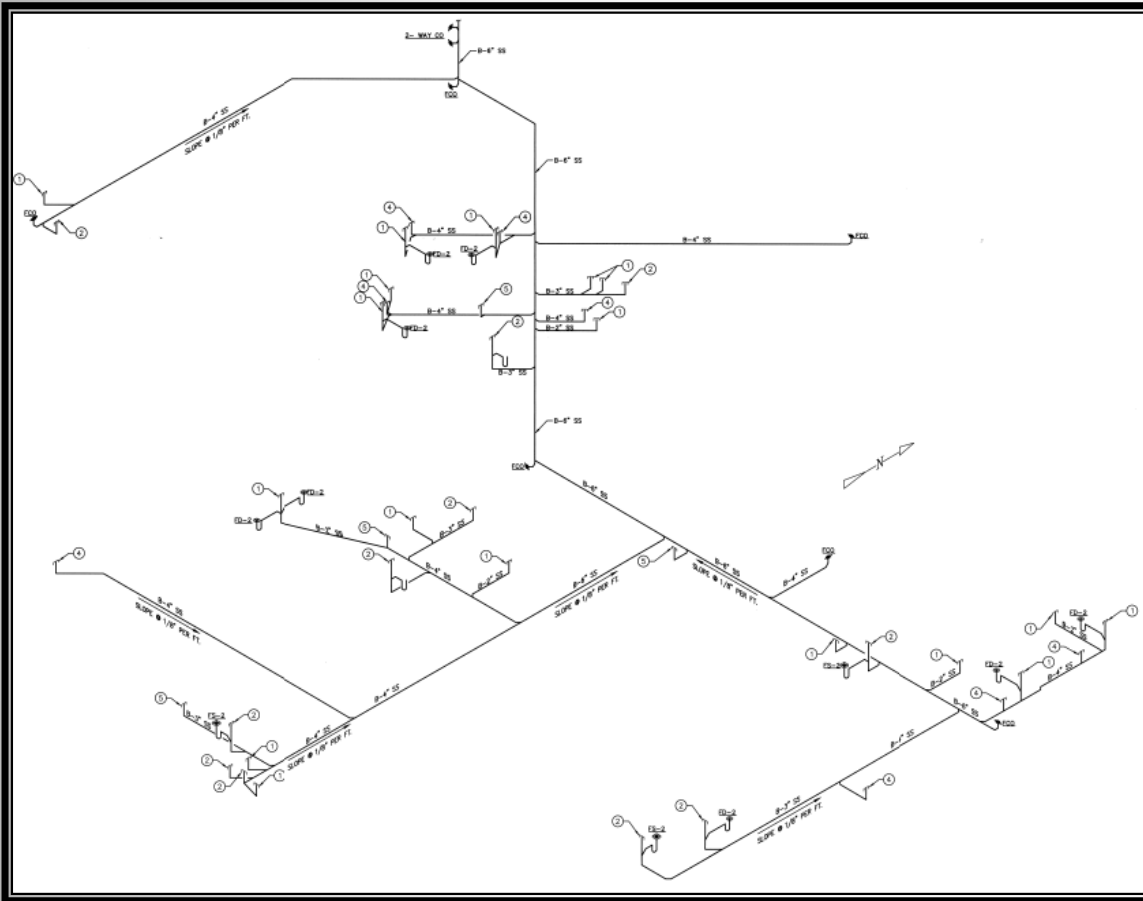 2- WAY CO
B-6" SS
FCO
B-4" SS
SLOPE @ 1/8" PER FT.
1
FCO
2
B-6" SS
4
1
B-4" SS
1
4
FD-2
FD-2
B-4" SS
FCO
1
4
1
B-4" SS
5
FD-2
B-3" SS
1
2
B-4" SS
4
B-2" SS
1
2
B-3" SS
B-6" SS
FCO
N
B-6" SS
1
FD-2
FD-2
B-3" SS
5
1
2
B-3" SS
2
B-4" SS
1
B-2" SS
4
B-4" SS
SLOPE @ 1/8" PER FT.
B-4" SS
SLOPE @ 1/8" PER FT.
5
B-6" SS
SLOPE @ 1/8" PER FT.
B-4" SS
FCO
1
2
FS-2
1
B-2" SS
B-6" SS
FCO
1
FD-2
1
B-2" SS
4
FD-2
1
B-4" SS
4
B-4" SS
5
B-3" SS
FS-2
2
1
2
2
1
B-4" SS
SLOPE @ 1/8" PER FT.
4
B-3" SS
SLOPE @ 1/8" PER FT.
2
FS-2
2
FD-2